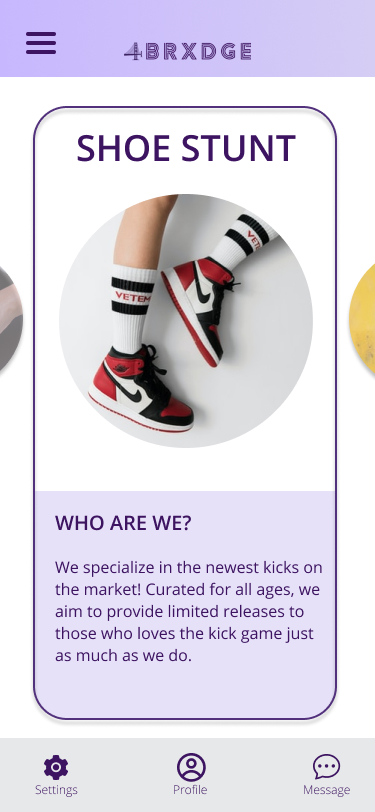 4BRXDGE
SHOE STUNT
VETEM
VET
WHO ARE WE?
We specialize in the newest kicks on
the market! Curated for all ages, we
aim to provide limited releases to
those who loves the kick game just
as much as we do.
Settings
Profile
Message